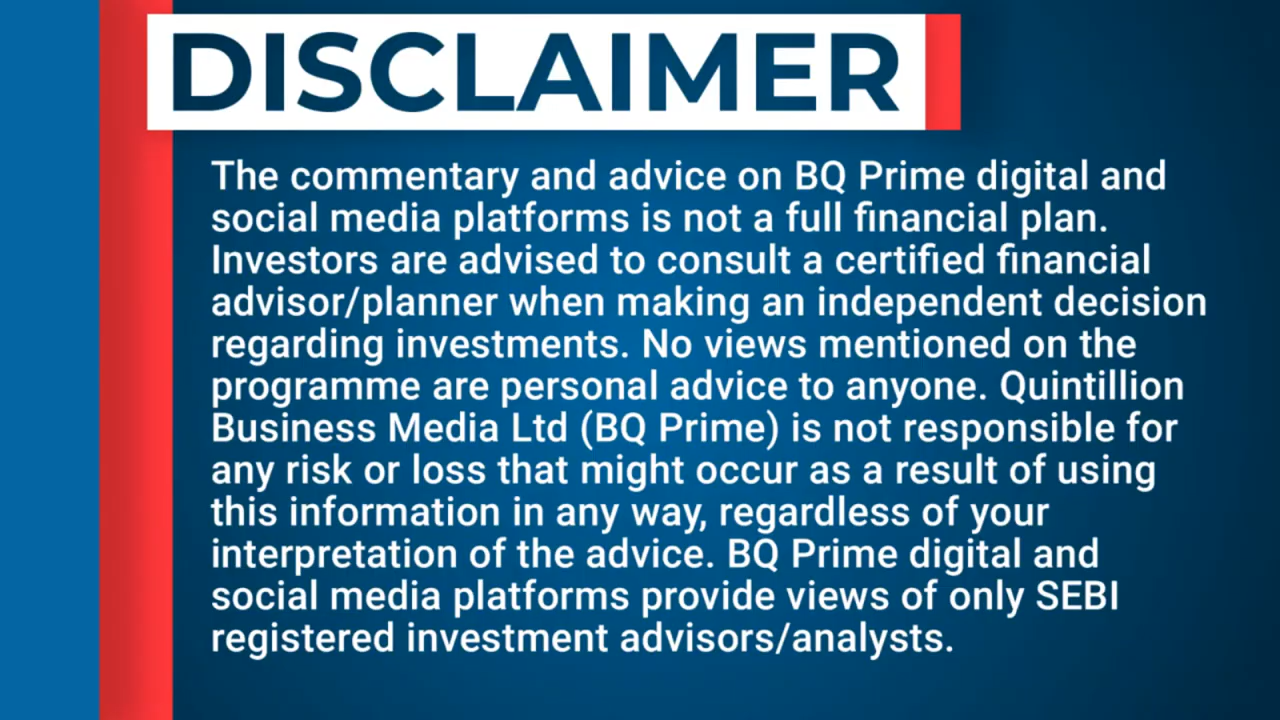 DISCLAIMER
The commentary and advice on BQ Prime digital and
social media platforms is not a full financial plan.
Investors are advised to consult a certified financial
advisor/planner when making an independent decision
regarding investments. No views mentioned on the
programme are personal advice to anyone. Quintillion
Business Media Ltd (BQ Prime) is not responsible for
any risk or loss that might occur as a result of using
this information in any way, regardless of your
interpretation of the advice. BQ Prime digital and
social media platforms provide views of only SEBI
registered investment advisors/analysts.